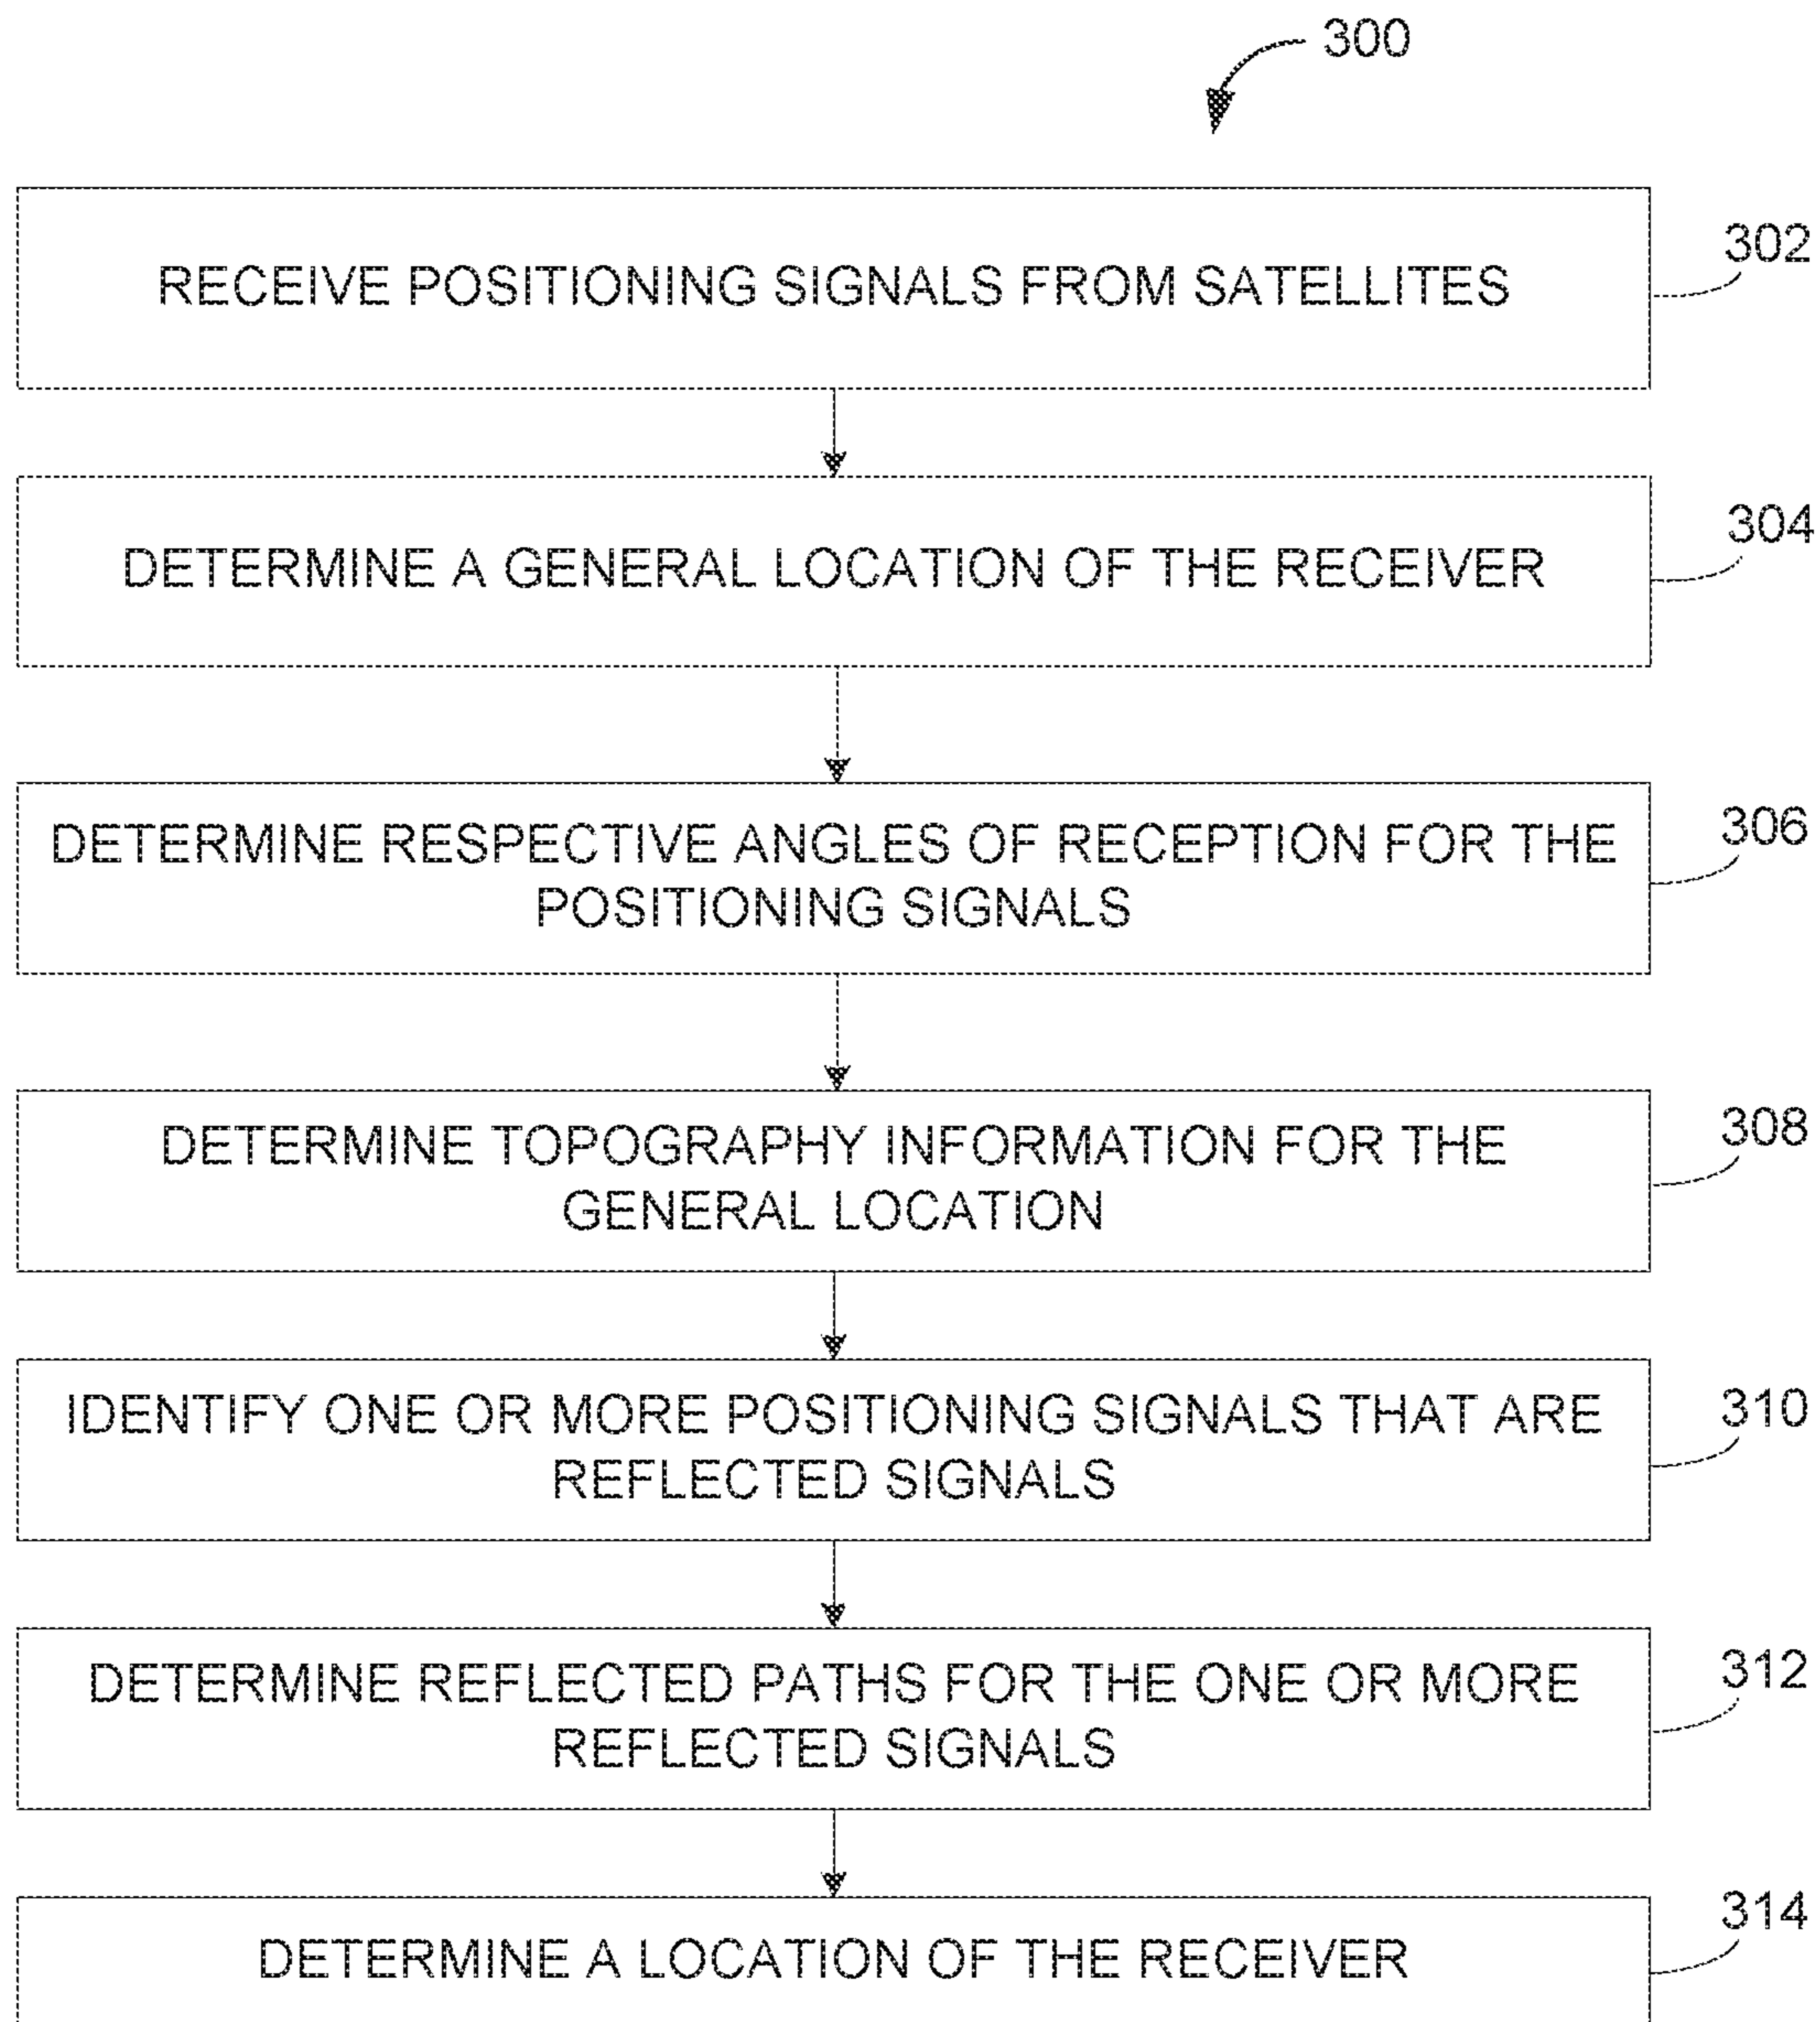 300
RECEIVE POSITIONING SIGNALS FROM SATELLITES
302
DETERMINE A GENERAL LOCATION OF THE RECEIVER
304
DETERMINE RESPECTIVE ANGLES OF RECEPTION FOR THE
POSITIONING SIGNALS
306
DETERMINE TOPOGRAPHY INFORMATION FOR THE
GENERAL LOCATION
308
IDENTIFY ONE OR MORE POSITIONING SIGNALS THAT ARE
REFLECTED SIGNALS
310
DETERMINE REFLECTED PATHS FOR THE ONE OR MORE
REFLECTED SIGNALS
312
DETERMINE A LOCATION OF THE RECEIVER
314